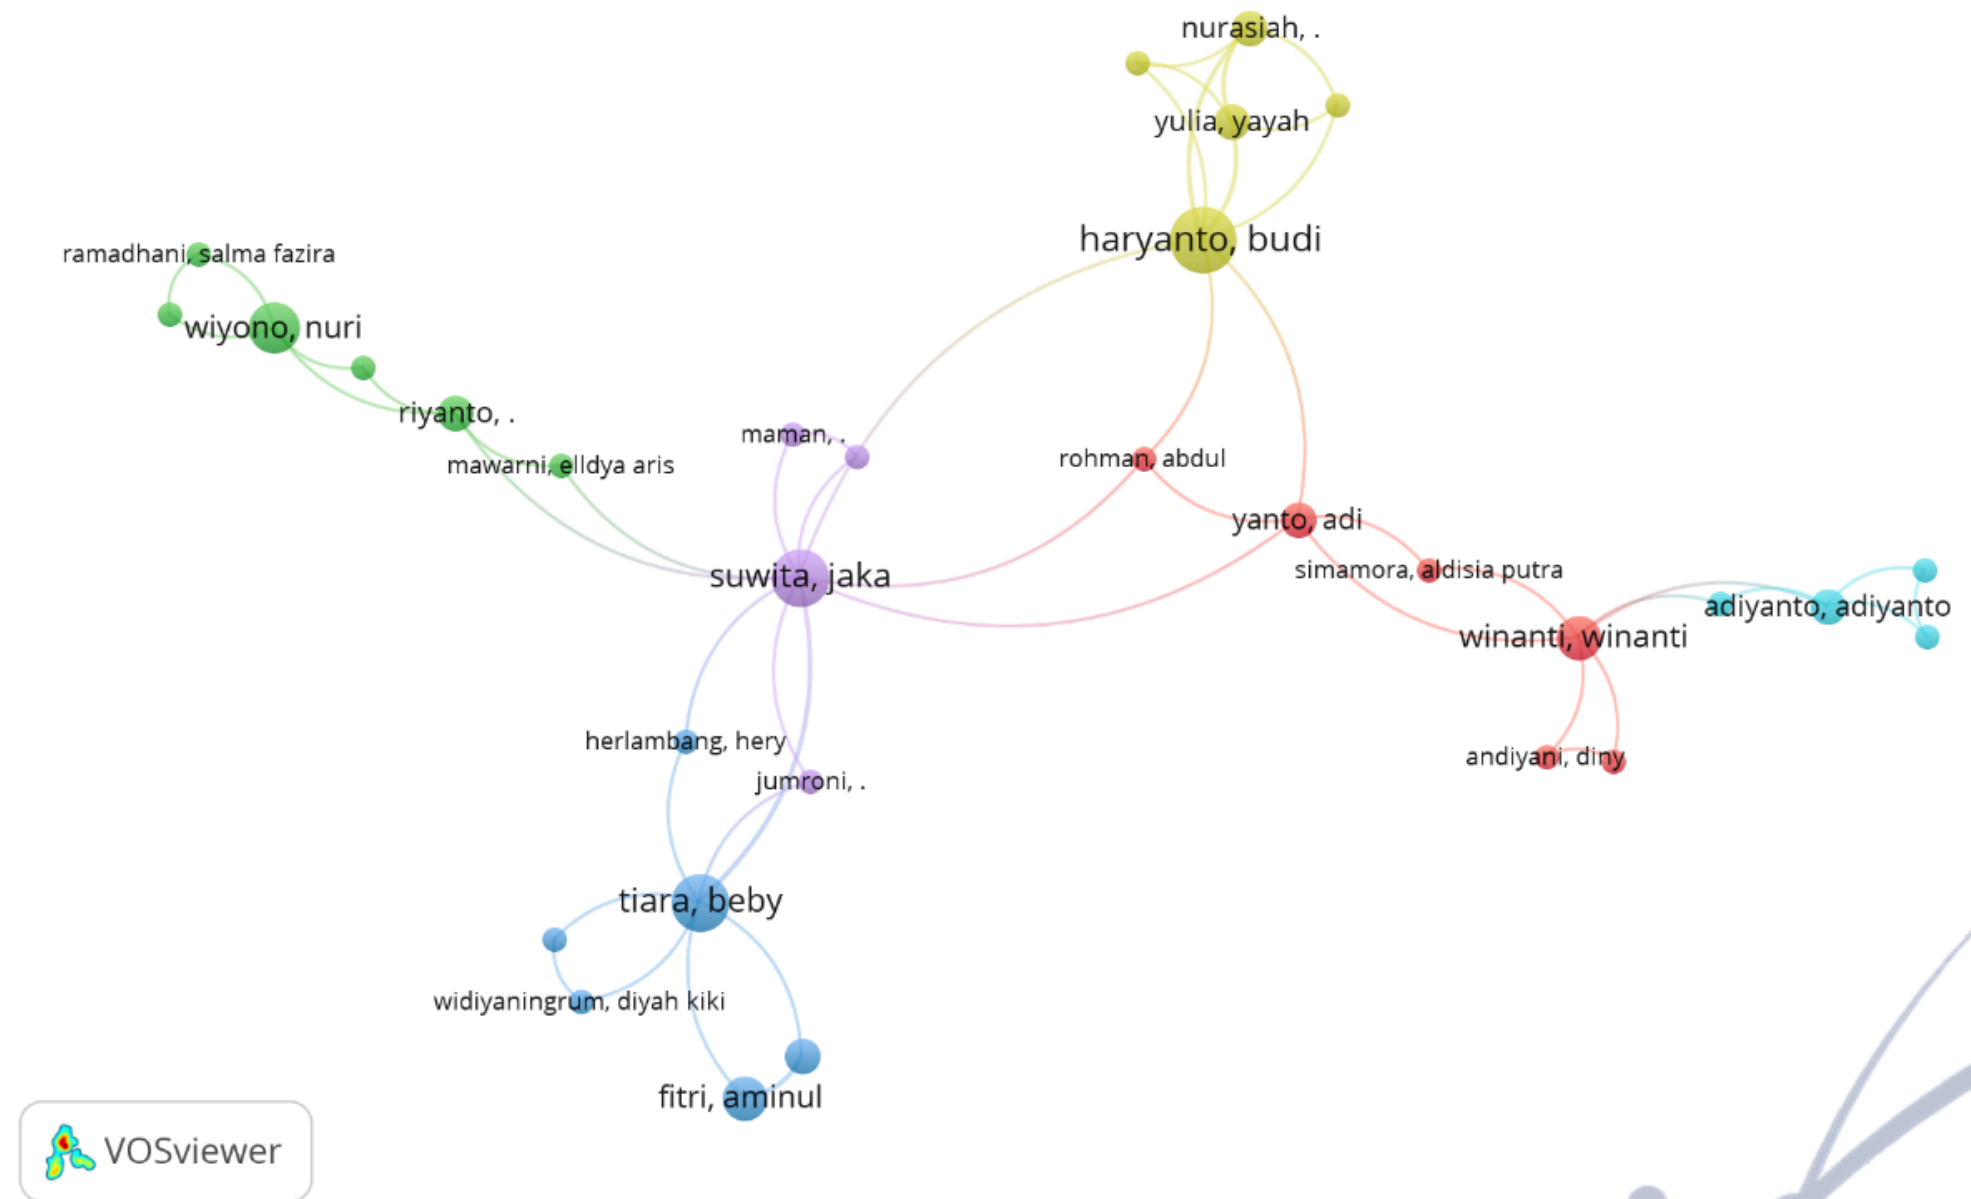 nurasiah, .
yulia, yayah
haryanto, budi
ramadhani, salma fazira
wiyono, nuri
riyanto, .
maman, .
mawarni, elldya aris
rohman, abdul
yanto, adi
suwita, jaka
simamora, aldisia putra
adiyanto, adiyanto
winanti, winanti
herlambang, hery
andiyani, diny
jumroni, .
tiara, beby
widiyaningrum, diyah kiki
fitri, aminul
VOSviewer